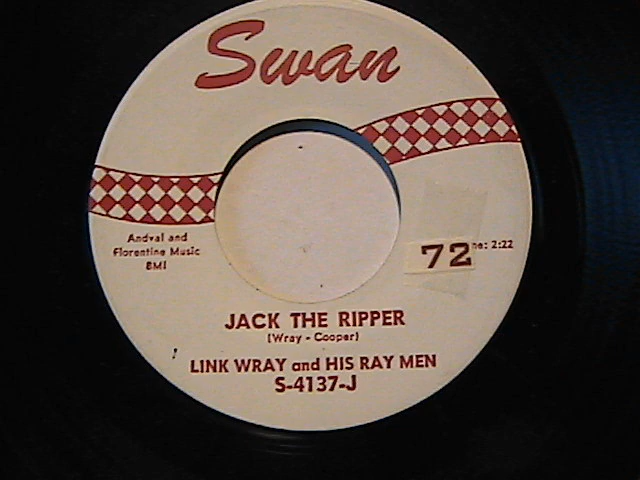 Swan
Andval and
Florentine Music
BMI
72
me: 2:22
JACK THE RIPPER
(Wray - Cooper)
LINK WRAY and HIS RAY MEN
S-4137-J